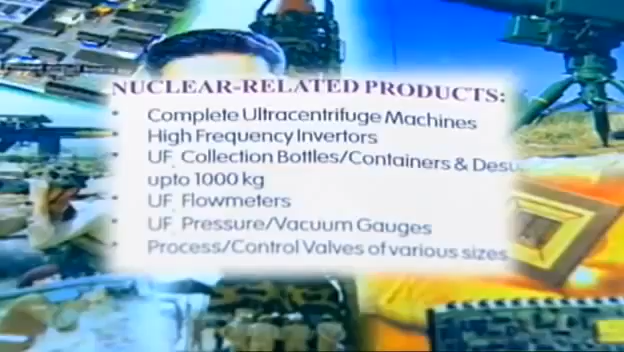 NUCLEAR-RELATED PRODUCTS:
Complete Ultracentrifuge Machines
High Frequency Invertors
UF Collection Bottles/Containers &
upto 1000 kg
UF Flowmeters
UF Pressure/Vacuum Gauges
Process/Control Valves of various sizes